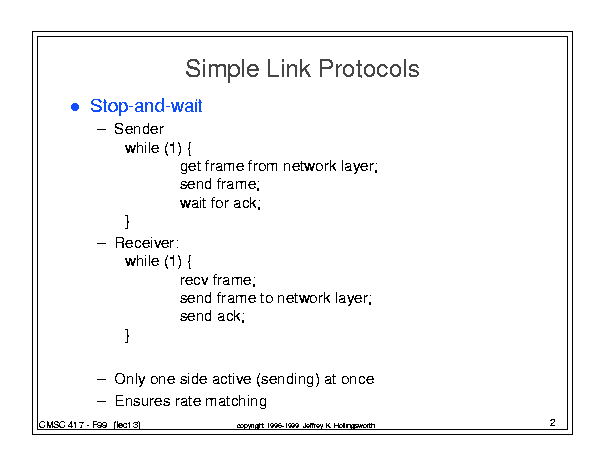 Simple Link Protocols
● Stop-and-wait
– Sender
while (1) {
get frame from network layer;
send frame;
wait for ack;
}
– Receiver:
while (1) {
recv frame;
send frame to network layer;
send ack;
}
– Only one side active (sending) at once
– Ensures rate matching
CMSC 417 - F99 (lect 3)
copyright 1996-1999 Jeffrey K. Hollingsworth
2